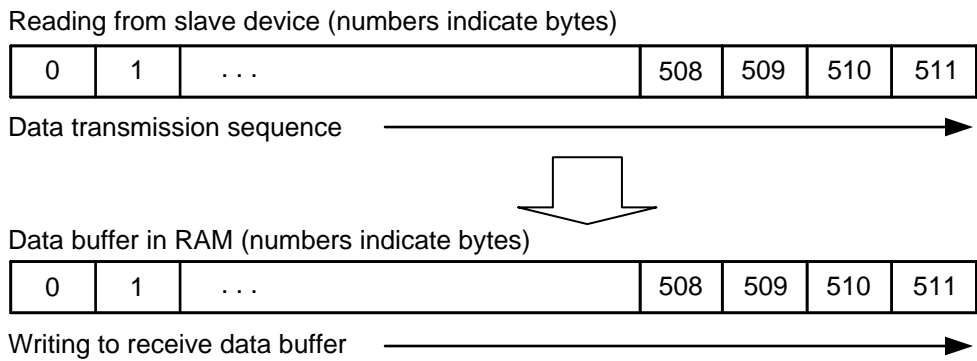 Reading from slave device (numbers indicate bytes)
0 1 . . . 508 509 510 511
Data transmission sequence
Data buffer in RAM (numbers indicate bytes)
0 1 . . . 508 509 510 511
Writing to receive data buffer